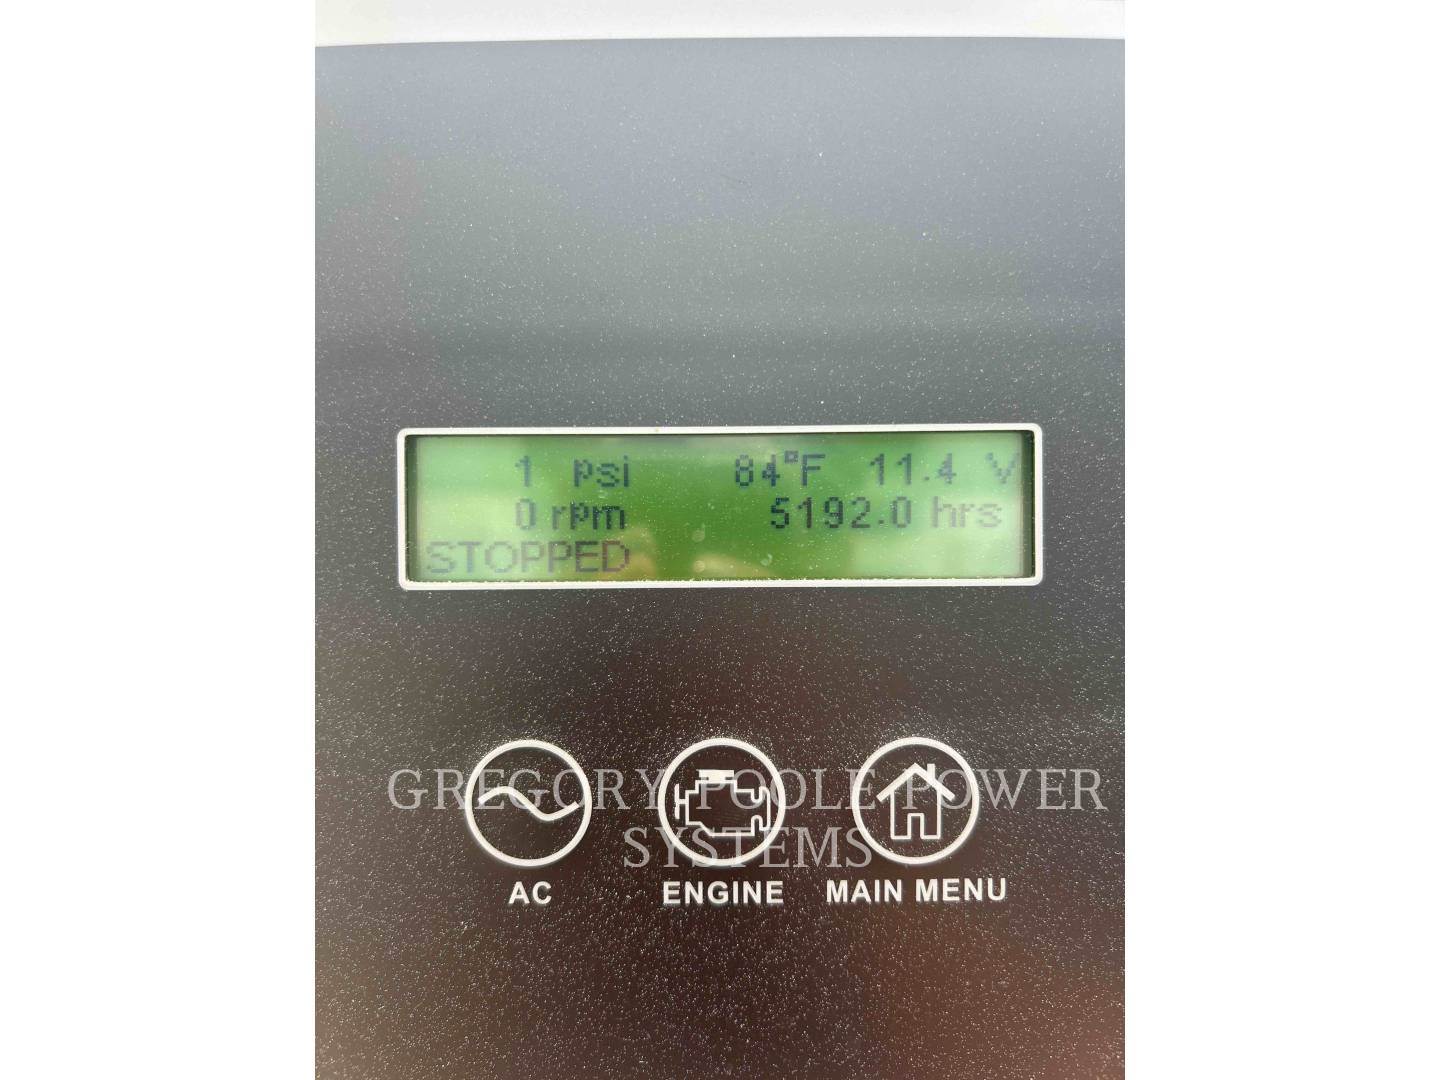 1 psi 84°F 11.4 V
0 rpm 5192.0 hrs
STOPPED
GREGORY POOLE POWER
SYSTEMS
AC ENGINE MAIN MENU